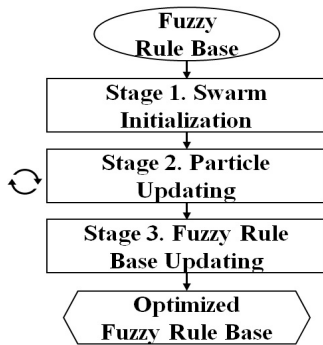 Fuzzy
Rule Base
Stage 1. Swarm
Initialization
Stage 2. Particle
Updating
Stage 3. Fuzzy Rule
Base Updating
Optimized
Fuzzy Rule Base